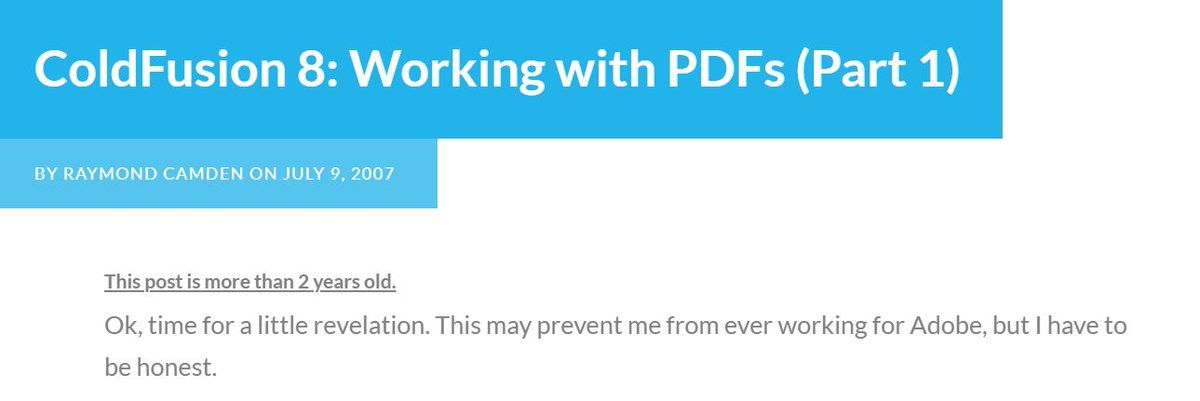 ColdFusion 8: Working with PDFs (Part 1)
BY RAYMOND CAMDEN ON JULY 9, 2007
This post is more than 2 years old.
Ok, time for a little revelation. This may prevent me from ever working for Adobe, but I have to
be honest.